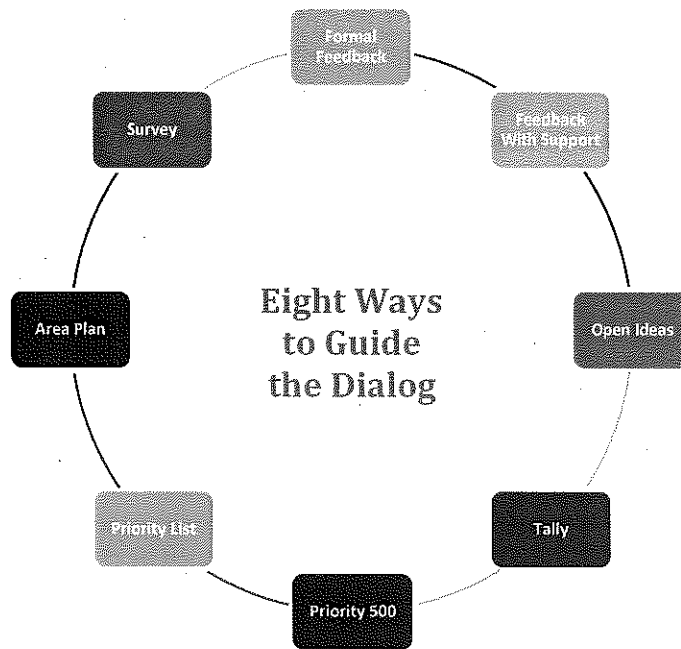 Formal
Feedback
Feedback
With Support
Survey
Eight Ways
to Guide
the Dialog
Area Plan
Open Ideas
Priority List
Tally
Priority 500